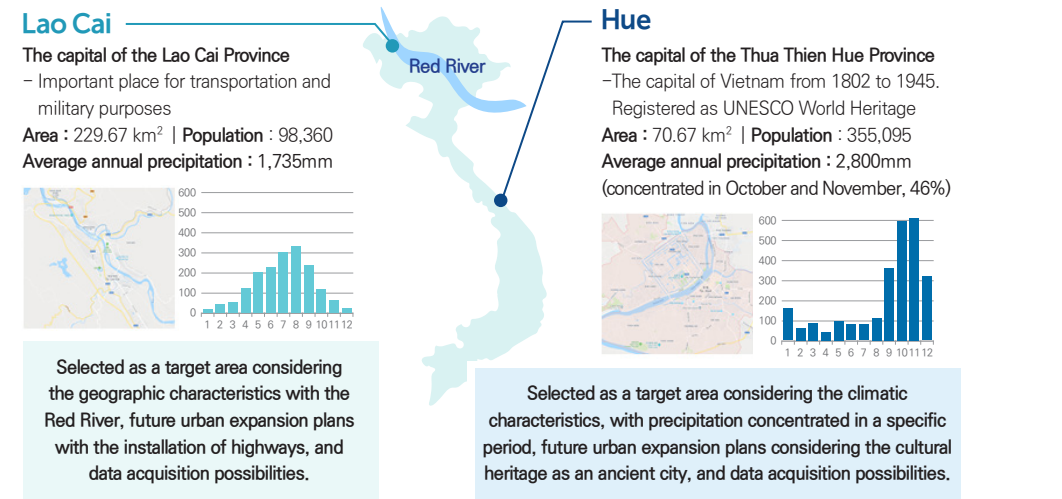 Lao Cai
The capital of the Lao Cai Province
- Important place for transportation and
military purposes
Area : 229.67 km² | Population : 98,360
Average annual precipitation : 1,735mm
600
500
400
300
200
100
0
1 2 3 4 5 6 7 8 9 10 11 12
Selected as a target area considering
the geographic characteristics with the
Red River, future urban expansion plans
with the installation of highways, and
data acquisition possibilities.
Red River
Hue
The capital of the Thua Thien Hue Province
-The capital of Vietnam from 1802 to 1945.
Registered as UNESCO World Heritage
Area : 70.67 km² | Population : 355,095
Average annual precipitation : 2,800mm
(concentrated in October and November, 46%)
600
500
400
300
200
100
0
1 2 3 4 5 6 7 8 9 10 11 12
Selected as a target area considering the climatic
characteristics, with precipitation concentrated in a specific
period, future urban expansion plans considering the cultural
heritage as an ancient city, and data acquisition possibilities.